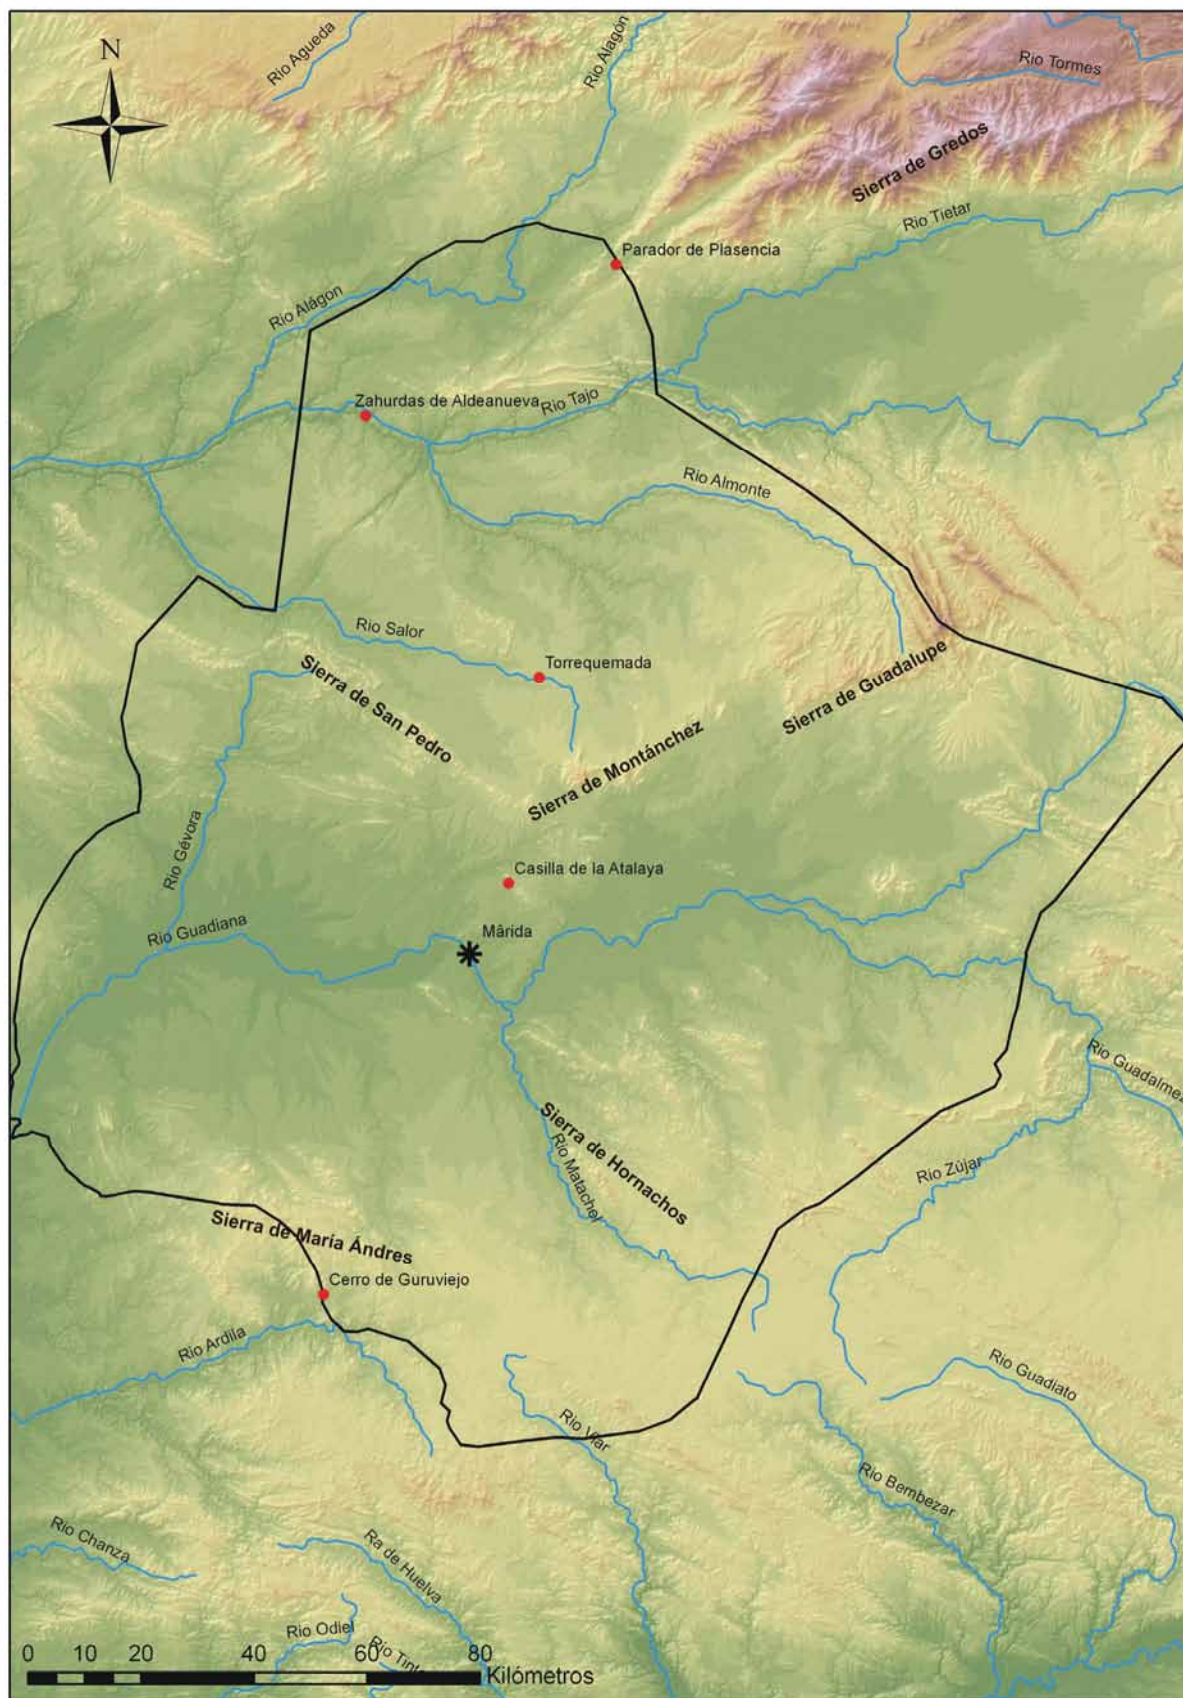 N
Rio Agueda
Rio Alagón
Rio Tormes
Sierra de Gredos
Rio Tietar
Parador de Plasencia
Rio Alágon
Zahurdas de Aldeanueva
Rio Tajo
Rio Almonte
Rio Salor
Torrequemada
Sierra de San Pedro
Sierra de Guadalupe
Sierra de Montánchez
Rio Gévora
Casilla de la Atalaya
Rio Guadiana
Márida
Rio Guadalmez
Sierra de Hornachos
Rio Matachel
Rio Zújar
Sierra de María Ándres
Cerro de Guruviejo
Rio Ardila
Rio Guadiato
Rio Viar
Rio Bembezar
Rio Chanza
Ra de Huelva
Rio Odiel
Rio Tinto
0 10 20 40 60 80
Kilómetros